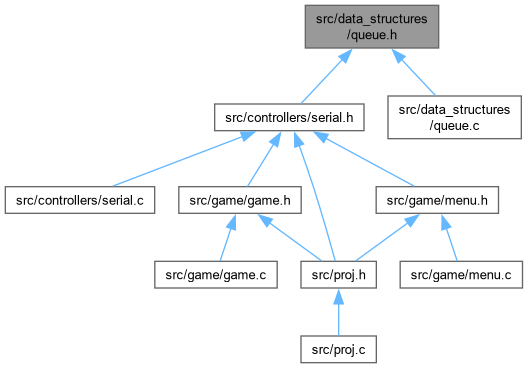 src/data_structures
/queue.h
src/controllers/serial.h
src/data_structures
/queue.c
src/controllers/serial.c
src/game/game.h
src/game/menu.h
src/game/game.c
src/proj.h
src/game/menu.c
src/proj.c